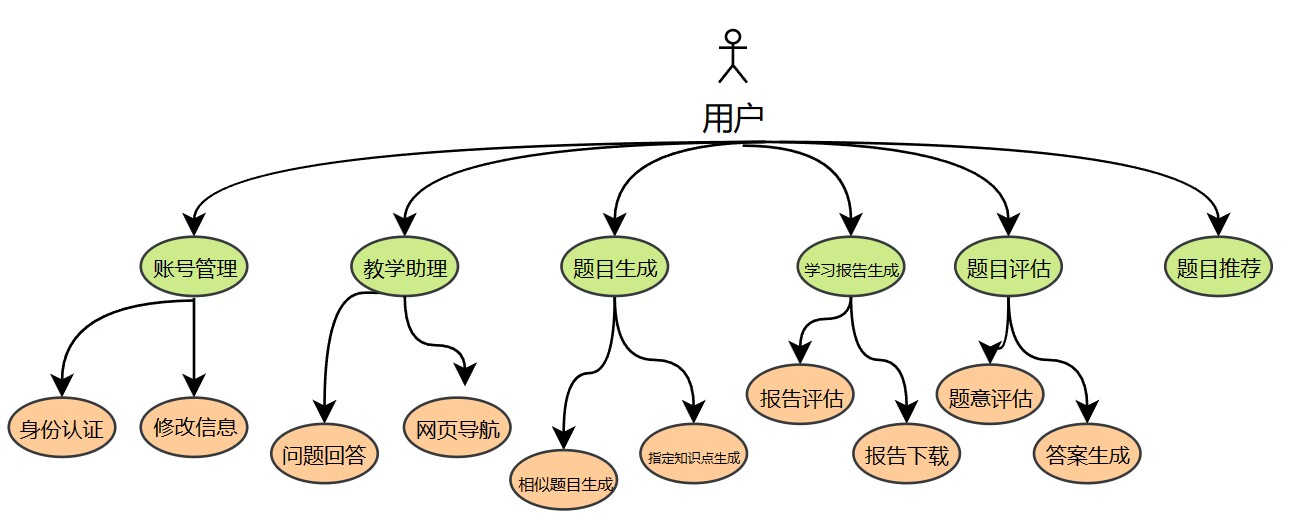 用户
账号管理
教学助理
题目生成
学习报告生成
题目评估
题目推荐
身份认证
修改信息
问题回答
网页导航
相似题目生成
指定知识点生成
报告评估
报告下载
题意评估
答案生成